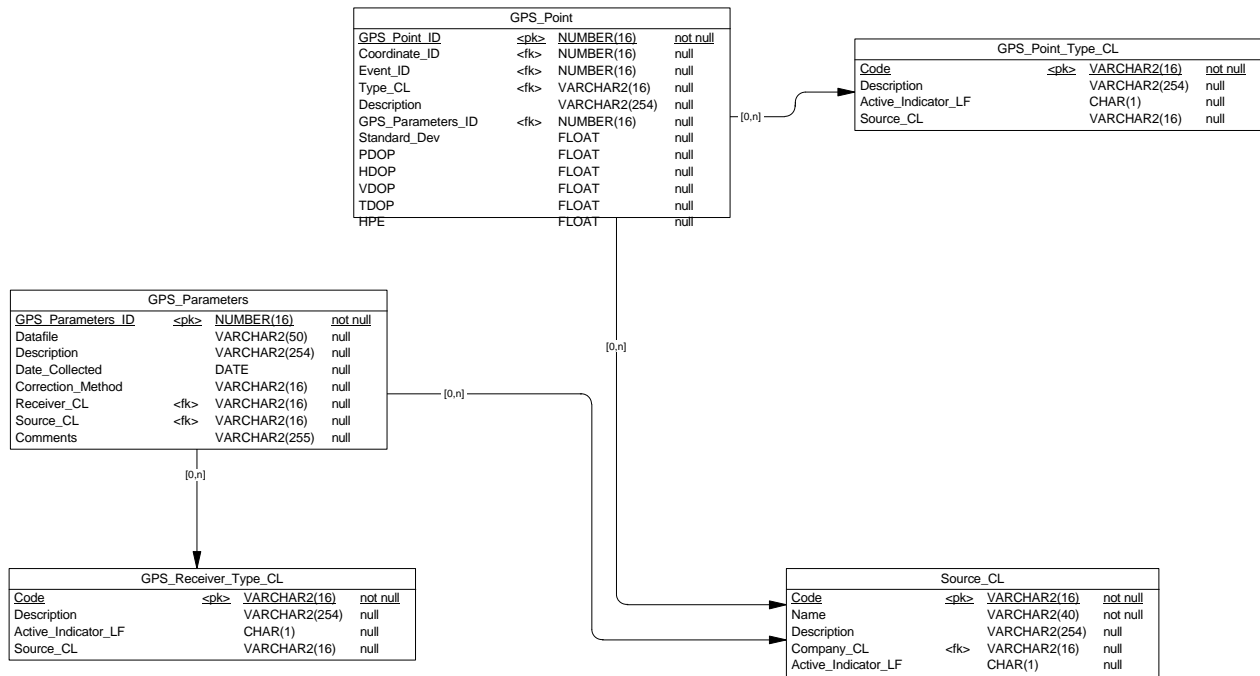 GPS_Point
GPS_Point_ID <pk> NUMBER(16) not null
Coordinate_ID <fk> NUMBER(16) null
Event_ID <fk> NUMBER(16) null
Type_CL <fk> VARCHAR2(16) null
Description VARCHAR2(254) null
GPS_Parameters_ID <fk> NUMBER(16) null
Standard_Dev FLOAT null
PDOP FLOAT null
HDOP FLOAT null
VDOP FLOAT null
TDOP FLOAT null
HPE FLOAT null
[0,n]
GPS_Point_Type_CL
Code <pk> VARCHAR2(16) not null
Description VARCHAR2(254) null
Active_Indicator_LF CHAR(1) null
Source_CL VARCHAR2(16) null
GPS_Parameters
GPS_Parameters_ID <pk> NUMBER(16) not null
Datafile VARCHAR2(50) null
Description VARCHAR2(254) null
Date_Collected DATE null
Correction_Method VARCHAR2(16) null
Receiver_CL <fk> VARCHAR2(16) null
Source_CL <fk> VARCHAR2(16) null
Comments VARCHAR2(255) null
[0,n]
[0,n]
[0,n]
GPS_Receiver_Type_CL
Code <pk> VARCHAR2(16) not null
Description VARCHAR2(254) null
Active_Indicator_LF CHAR(1) null
Source_CL VARCHAR2(16) null
Source_CL
Code <pk> VARCHAR2(16) not null
Name VARCHAR2(40) not null
Description VARCHAR2(254) null
Company_CL <fk> VARCHAR2(16) null
Active_Indicator_LF CHAR(1) null